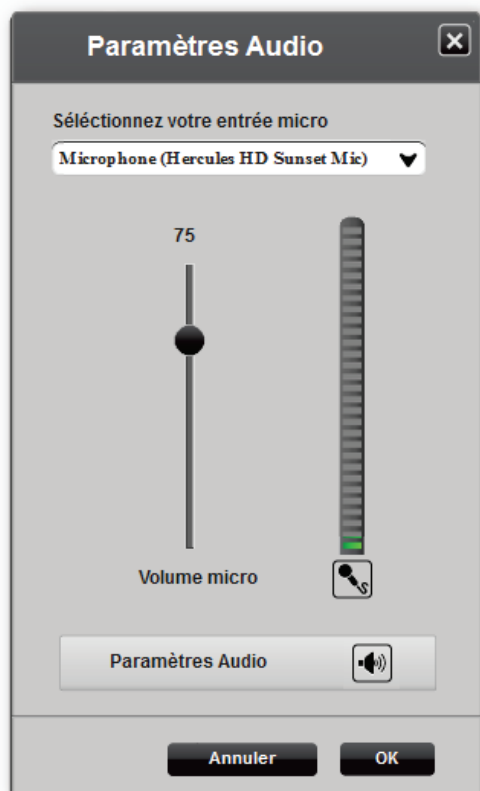 Paramètres Audio
Séléctionnez votre entrée micro
Microphone (Hercules HD Sunset Mic)
75
Volume micro
Paramètres Audio
Annuler OK